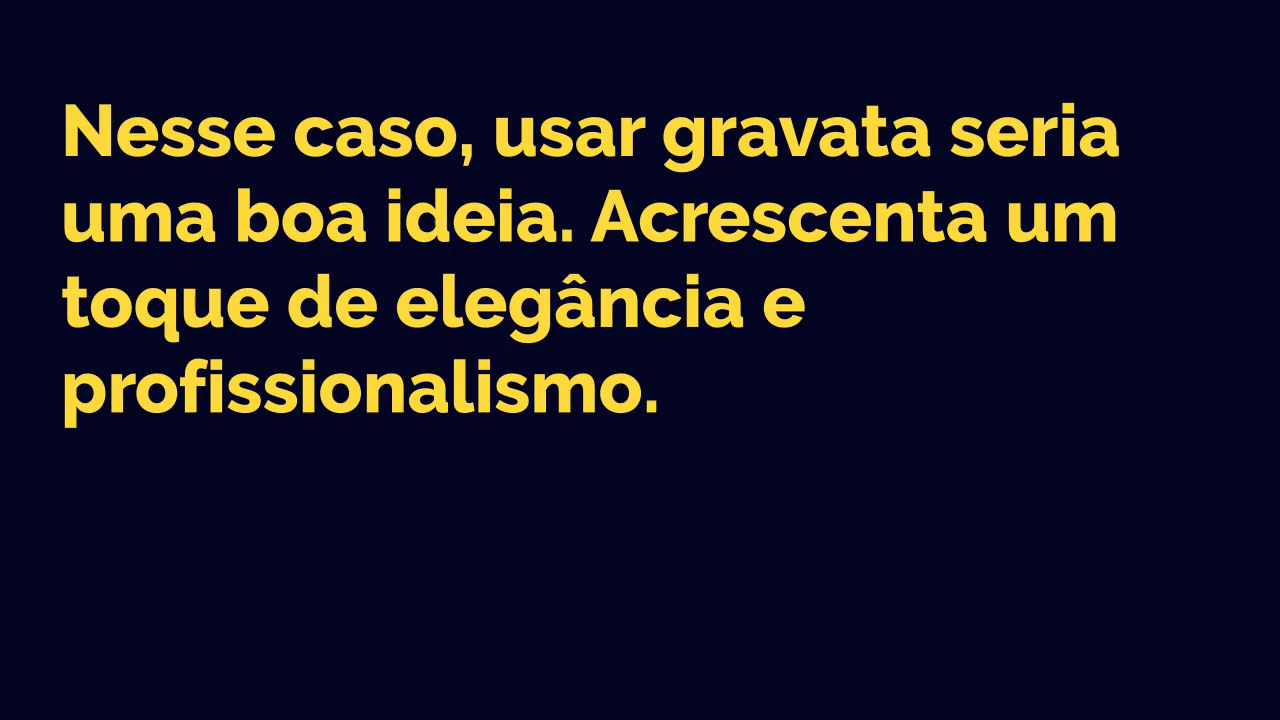 Nesse caso, usar gravata seria
uma boa ideia. Acrescenta um
toque de elegância e
profissionalismo.